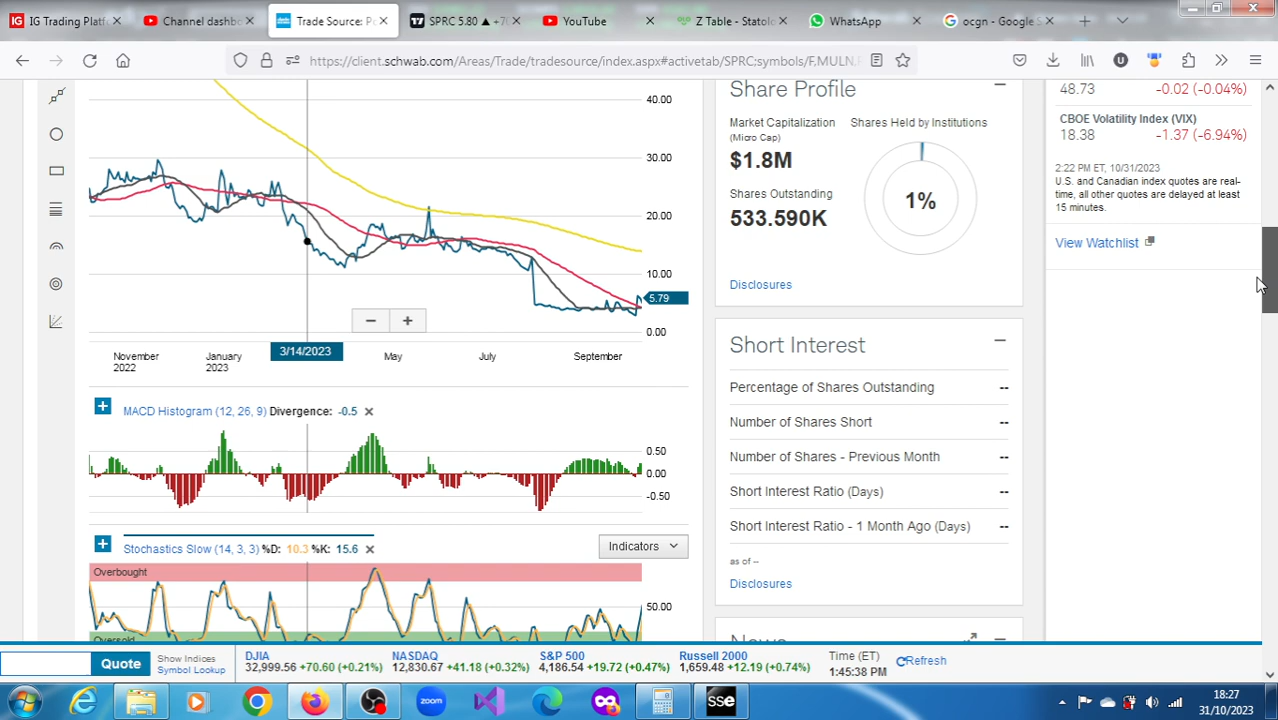 IG Trading Platf
Channel dashb
Trade Source: P
SPRC 5.80 ▲ +7
YouTube
Z Table - Statolo
WhatsApp
ocgn - Google S
https://client.schwab.com/Areas/Trade/tradesource/index.aspx#activetab/SPRC:symbols/F,MULN,
40.00
30.00
20.00
10.00
5.79
0.00
3/14/2023
November
2022
January
2023
May
July
September
MACD Histogram (12, 26, 9) Divergence: -0.5
0.50
0.00
-0.50
Stochastics Slow (14, 3, 3) %D: 10.3 %K: 15.6
Indicators
Overbought
50.00
Oversold
Share Profile
Market Capitalization
(Micro Cap)
$1.8M
Shares Outstanding
533.590K
Shares Held by Institutions
1%
Disclosures
Short Interest
Percentage of Shares Outstanding --
Number of Shares Short --
Number of Shares - Previous Month --
Short Interest Ratio (Days) --
Short Interest Ratio - 1 Month Ago (Days) --
as of --
Disclosures
News
48.73 -0.02 (-0.04%)
CBOE Volatility Index (VIX)
18.38 -1.37 (-6.94%)
2:22 PM ET, 10/31/2023
U.S. and Canadian index quotes are real-
time, all other quotes are delayed at least
15 minutes.
View Watchlist
Quote
Show Indices
Symbol Lookup
DJIA
32,999.56 +70.60 (+0.21%)
NASDAQ
12,830.67 +41.18 (+0.32%)
S&P 500
4,186.54 +19.72 (+0.47%)
Russell 2000
1,659.48 +12.19 (+0.74%)
Time (ET)
1:45:38 PM
Refresh
zoom
SSE
18:27
31/10/2023